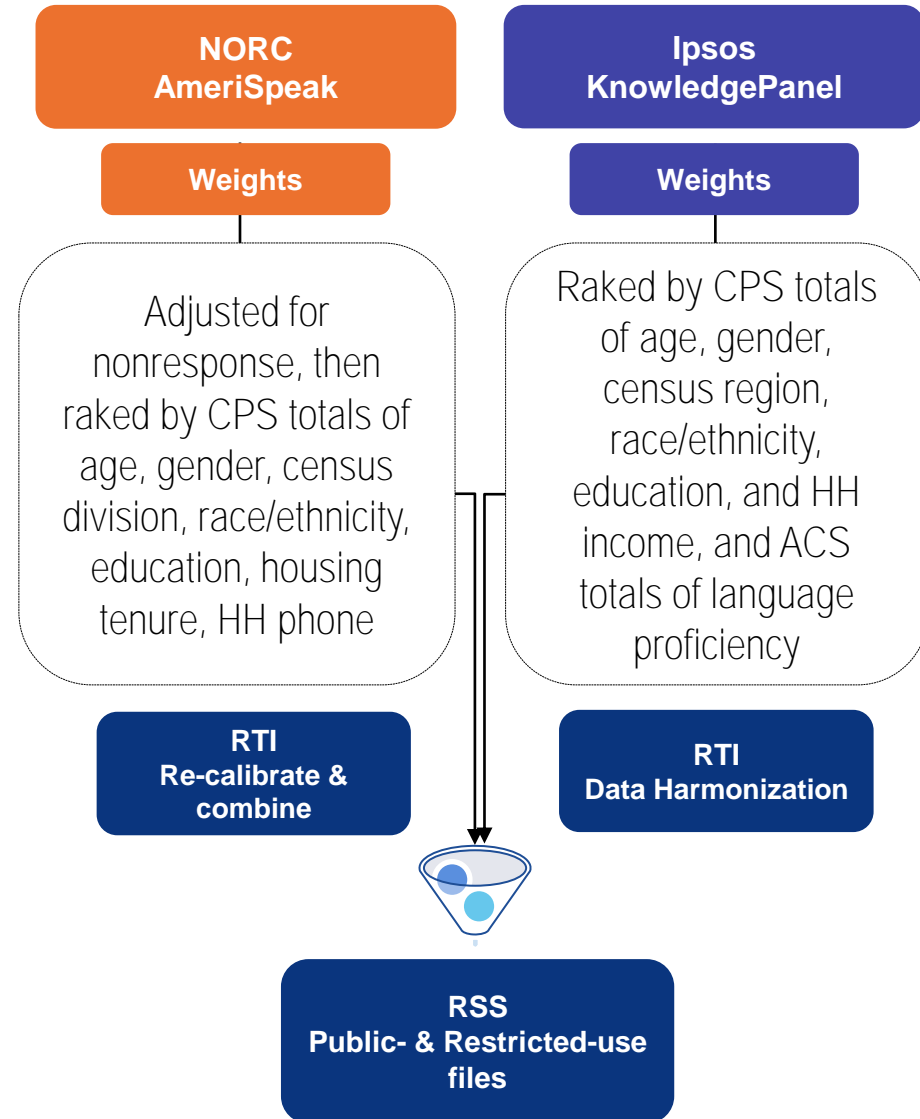 NORC
AmeriSpeak
Weights
Adjusted for
nonresponse, then
raked by CPS totals of
age, gender, census
division, race/ethnicity,
education, housing
tenure, HH phone
Ipsos
KnowledgePanel
Weights
Raked by CPS totals
of age, gender,
census region,
race/ethnicity,
education, and HH
income, and ACS
totals of language
proficiency
RTI
Re-calibrate &
combine
RTI
Data Harmonization
RSS
Public- & Restricted-use
files